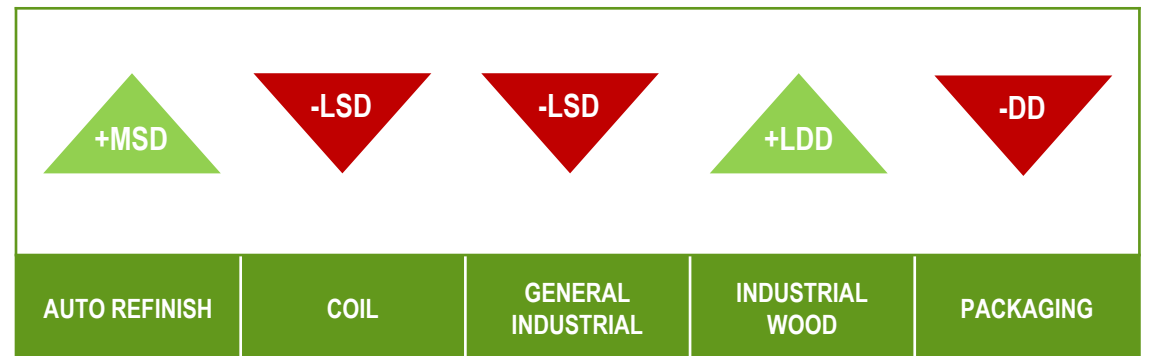 +MSD
-LSD
-LSD
+LDD
-DD
AUTO REFINISH
COIL
GENERAL
INDUSTRIAL
INDUSTRIAL
WOOD
PACKAGING